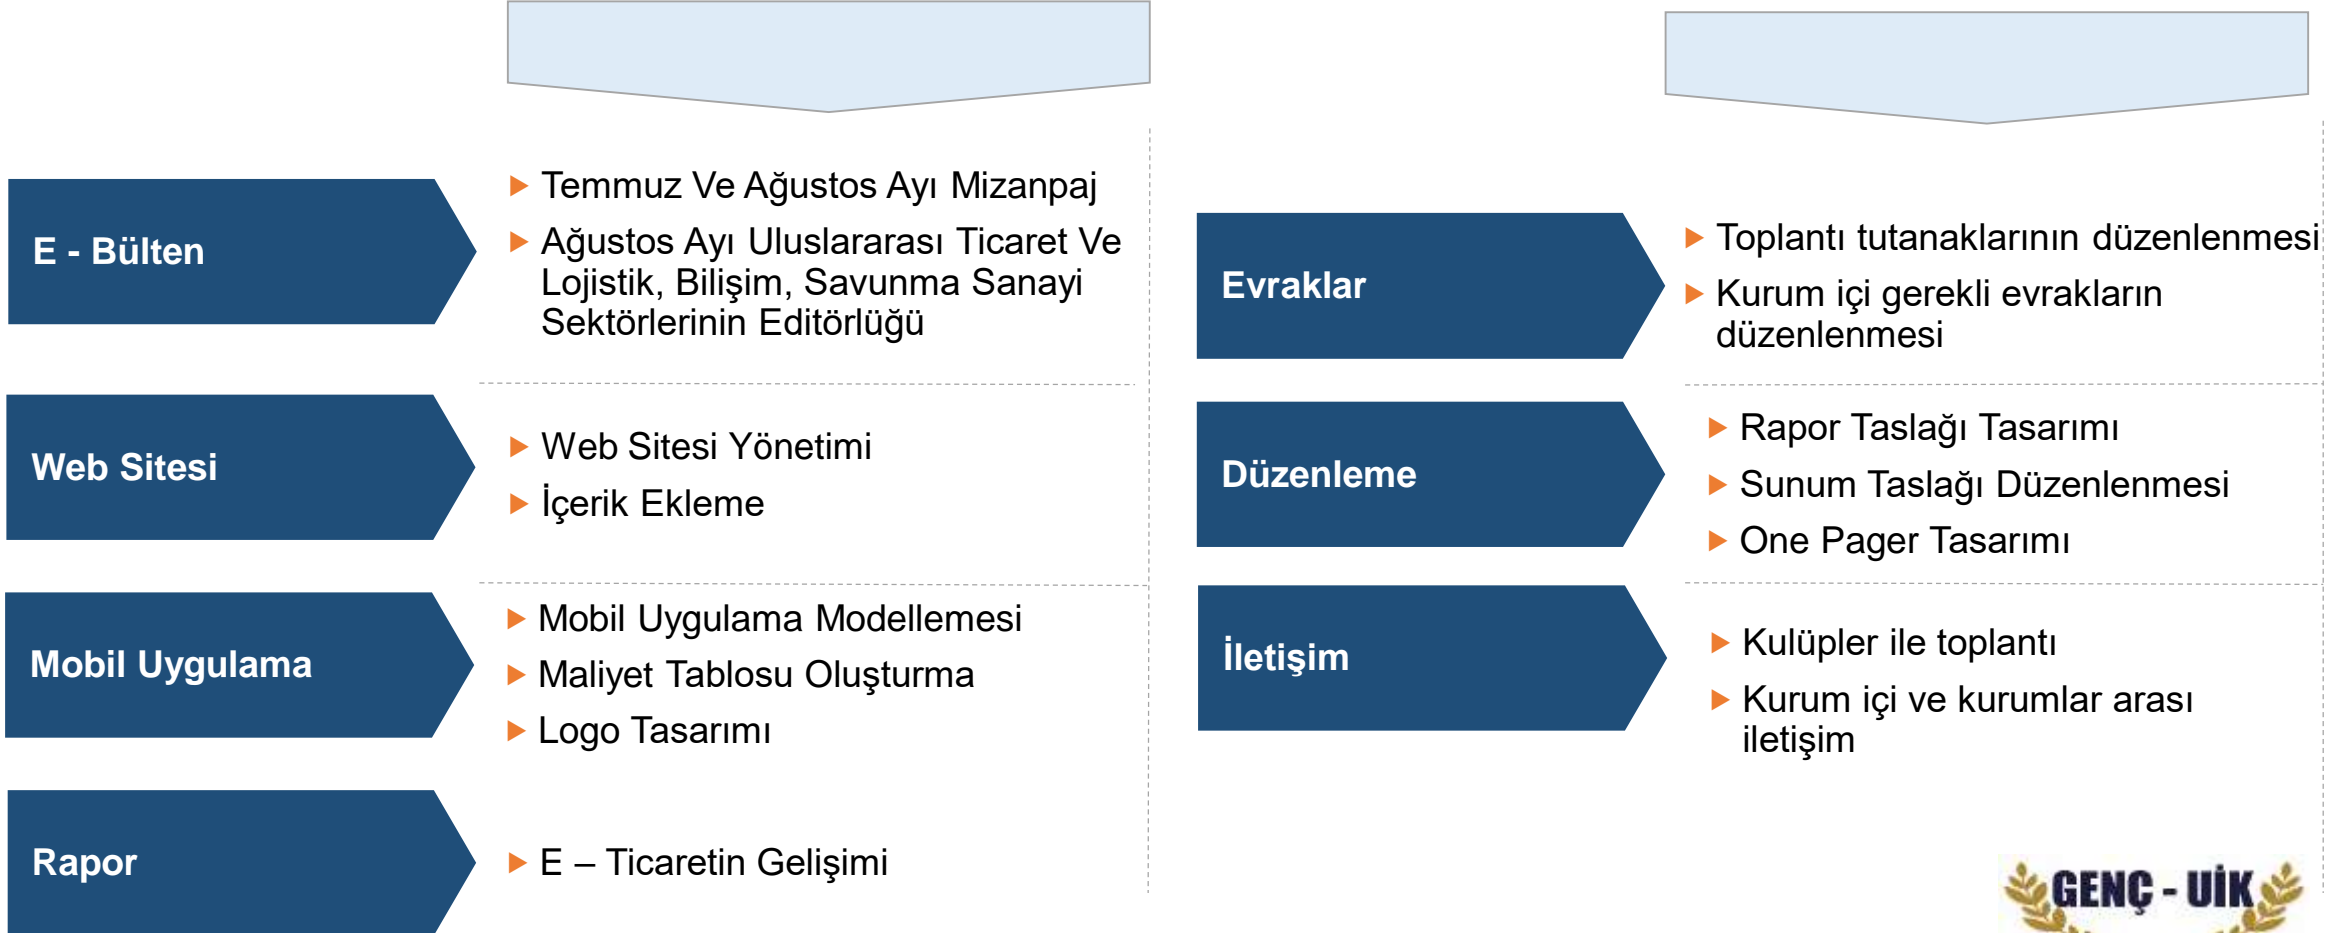 E - Bülten
Temmuz Ve Ağustos Ayı Mizanpaj
Ağustos Ayı Uluslararası Ticaret Ve
Lojistik, Bilişim, Savunma Sanayi
Sektörlerinin Editörlüğü
Web Sitesi
Web Sitesi Yönetimi
İçerik Ekleme
Mobil Uygulama
Mobil Uygulama Modellemesi
Maliyet Tablosu Oluşturma
Logo Tasarımı
Rapor
E – Ticaretin Gelişimi
Evraklar
Toplantı tutanaklarının düzenlenmesi
Kurum içi gerekli evrakların
düzenlenmesi
Düzenleme
Rapor Taslağı Tasarımı
Sunum Taslağı Düzenlenmesi
One Pager Tasarımı
İletişim
Kulüpler ile toplantı
Kurum içi ve kurumlar arası
iletişim
GENÇ - UİK